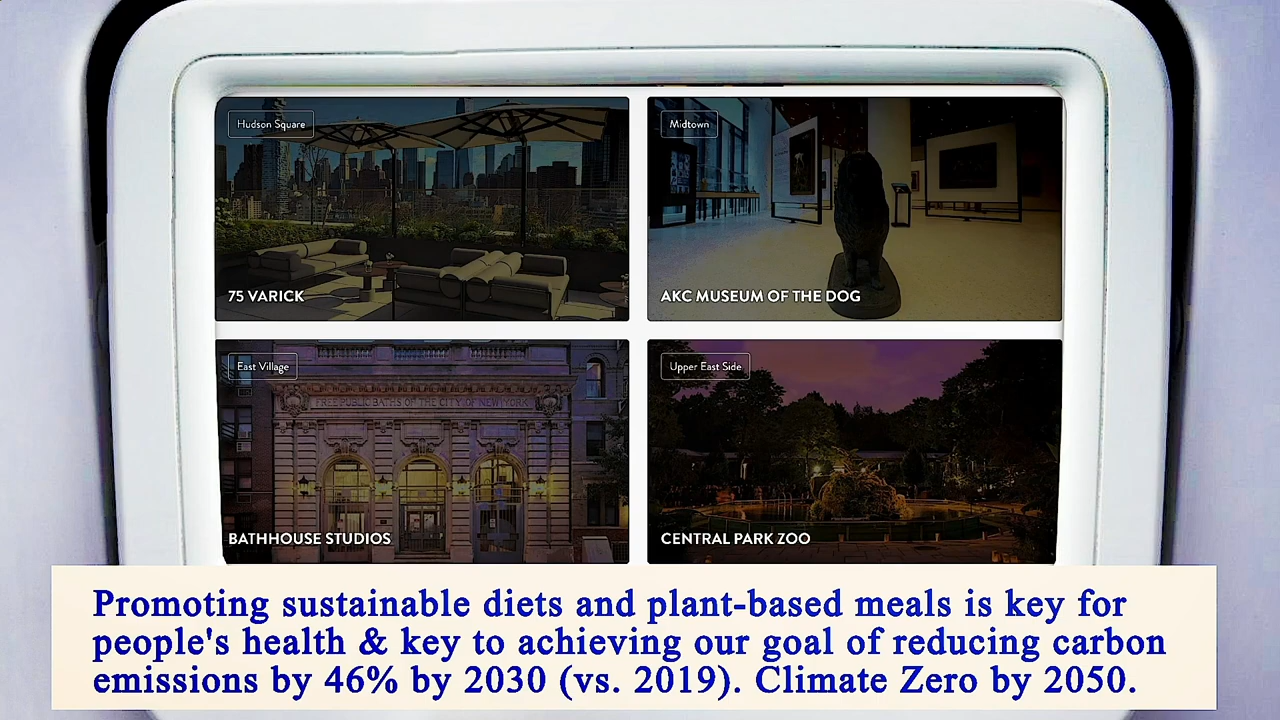 Hudson Square
75 VARICK
Midtown
AKC MUSEUM OF THE DOG
East Village
FREE PUBLIC BATHS OF THE CITY OF NEW YORK
BATHHOUSE STUDIOS
Upper East Side
CENTRAL PARK ZOO
Promoting sustainable diets and plant-based meals is key for
people's health & key to achieving our goal of reducing carbon
emissions by 46% by 2030 (vs. 2019). Climate Zero by 2050.